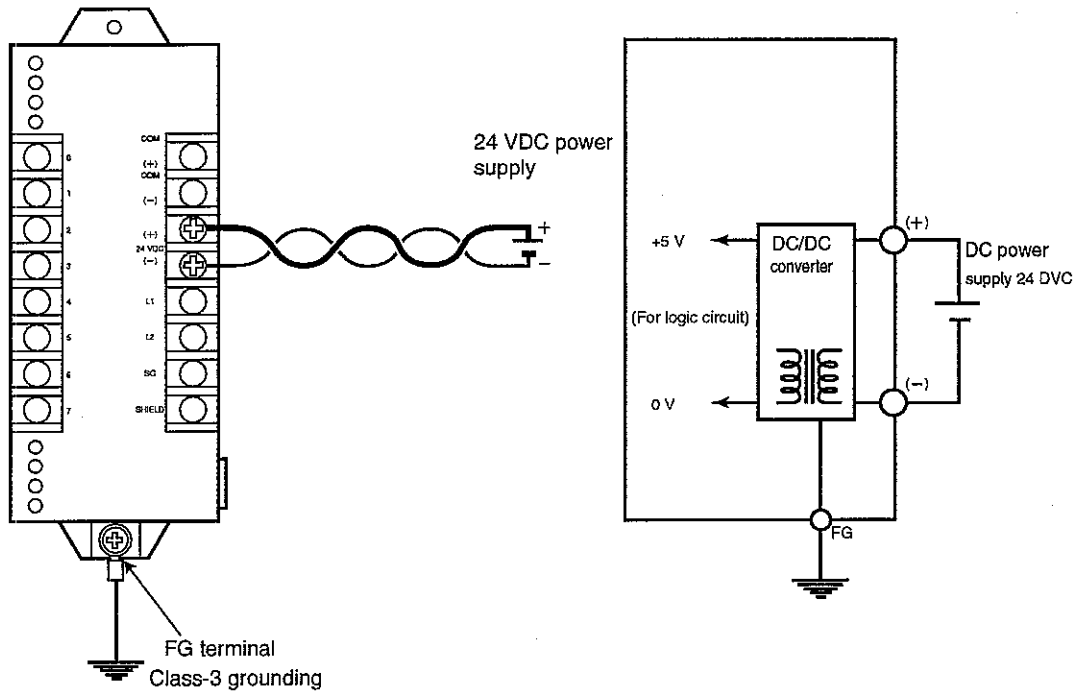 COM
(+)
COM
(−)
(+)
24 VDC
(−)
L1
L2
SG
SHIELD
0
1
2
3
4
5
6
7
24 VDC power
supply
+
−
FG terminal
Class-3 grounding
+5 V
(For logic circuit)
0 V
DC/DC
converter
(+)
DC power
supply 24 DVC
(−)
FG